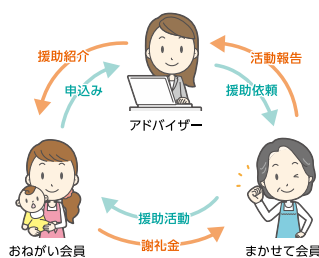 援助紹介
活動報告
申込み
援助依頼
アドバイザー
援助活動
おねがい会員
謝礼金
まかせて会員